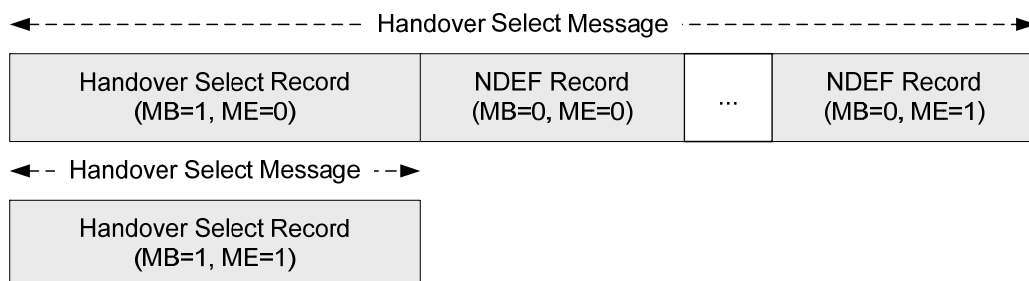 Handover Select Message
Handover Select Record
(MB=1, ME=0)
NDEF Record
(MB=0, ME=0)
...
NDEF Record
(MB=0, ME=1)
Handover Select Message
Handover Select Record
(MB=1, ME=1)